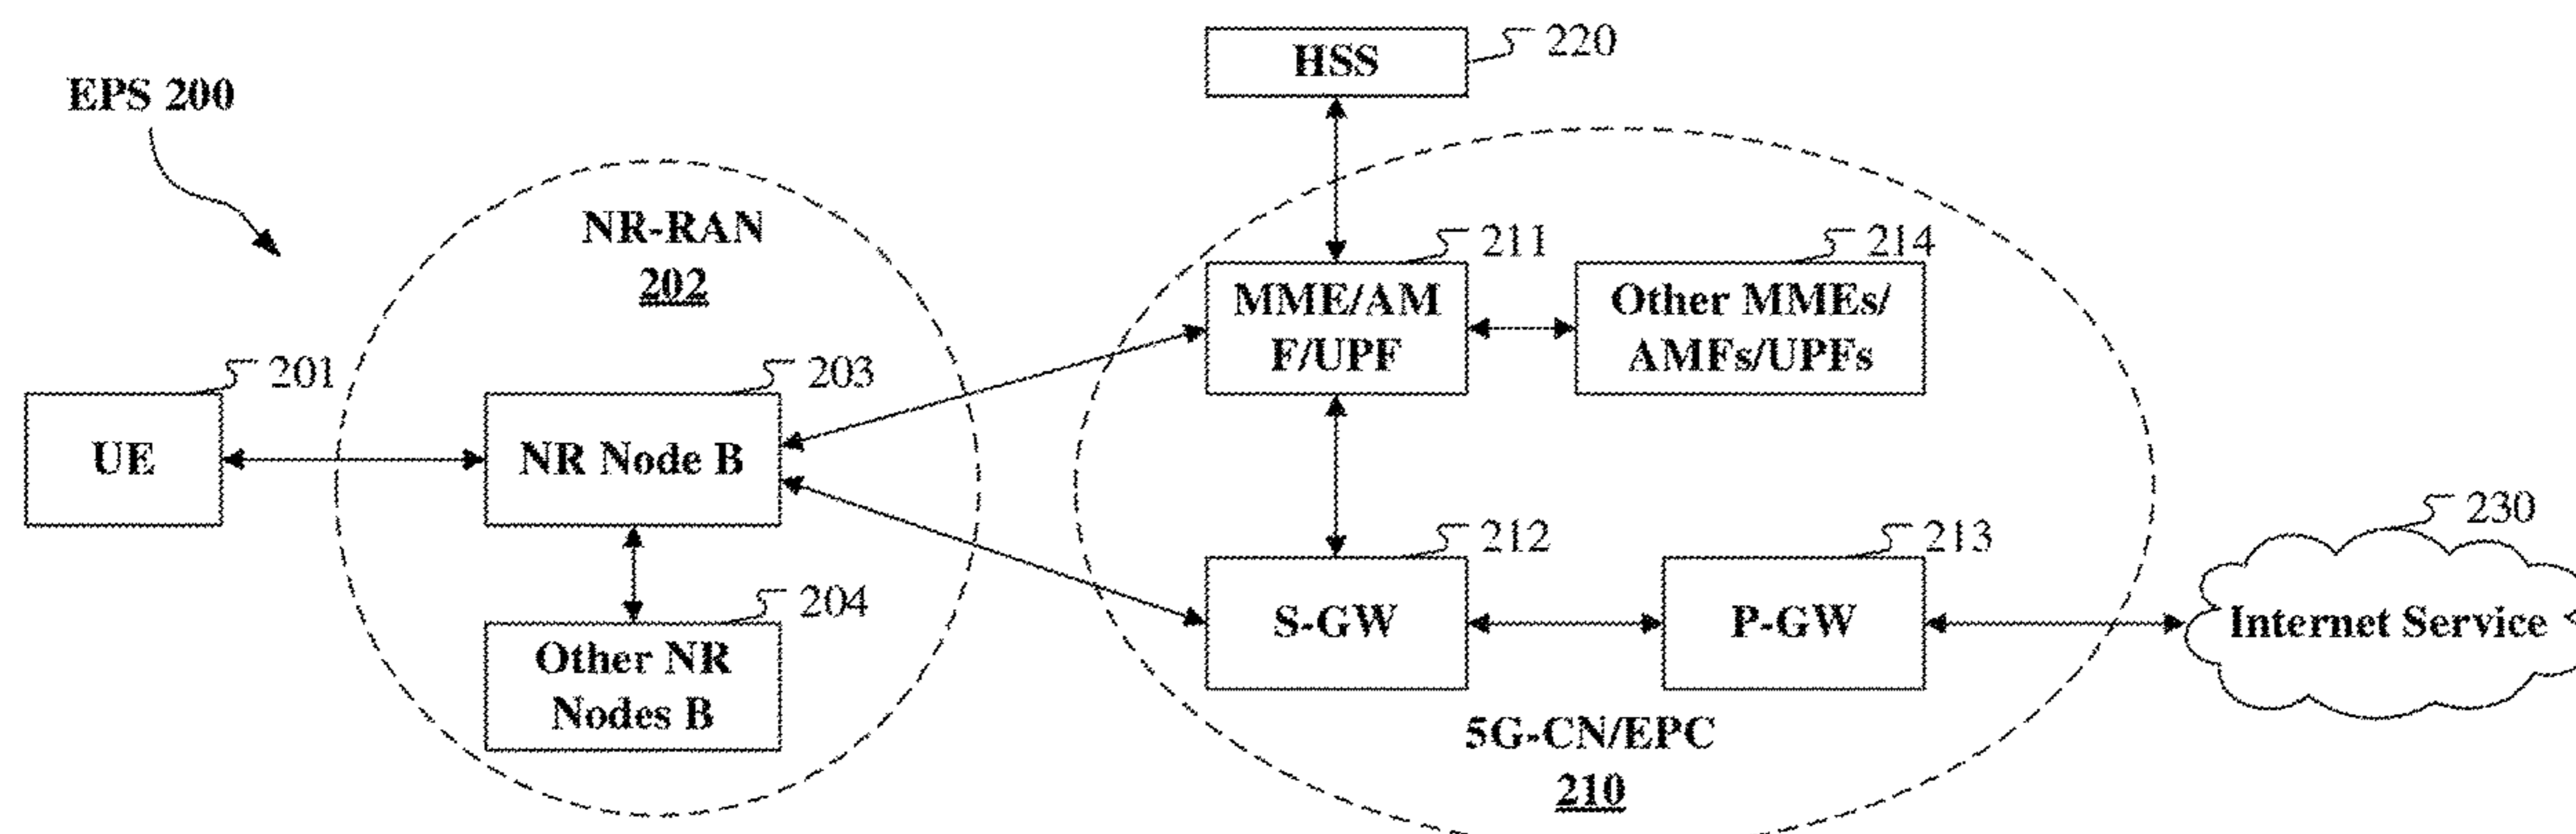 HSS
220
EPS 200
NR-RAN
202
211
214
MME/AM
F/UPF
Other MMEs/
AMFs/UPFs
201
203
UE
NR Node B
212
213
230
204
Other NR
Nodes B
S-GW
P-GW
Internet Service
5G-CN/EPC
210